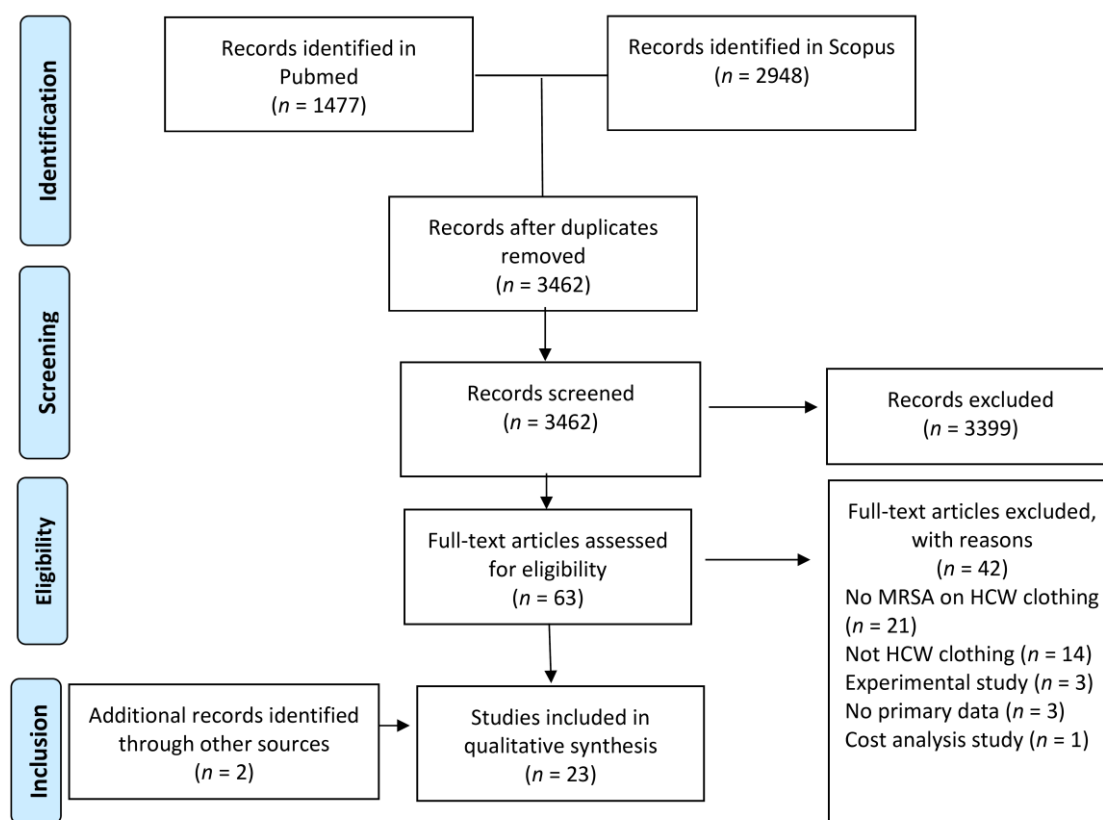 Identification
Records identified in
Pubmed
(n = 1477)
Records identified in Scopus
(n = 2948)
Records after duplicates
removed
(n = 3462)
Screening
Records screened
(n = 3462)
Records excluded
(n = 3399)
Eligibility
Full-text articles assessed
for eligibility
(n = 63)
Full-text articles excluded,
with reasons
(n = 42)
No MRSA on HCW clothing
(n = 21)
Not HCW clothing (n = 14)
Experimental study (n = 3)
No primary data (n = 3)
Cost analysis study (n = 1)
Inclusion
Additional records identified
through other sources
(n = 2)
Studies included in
qualitative synthesis
(n = 23)